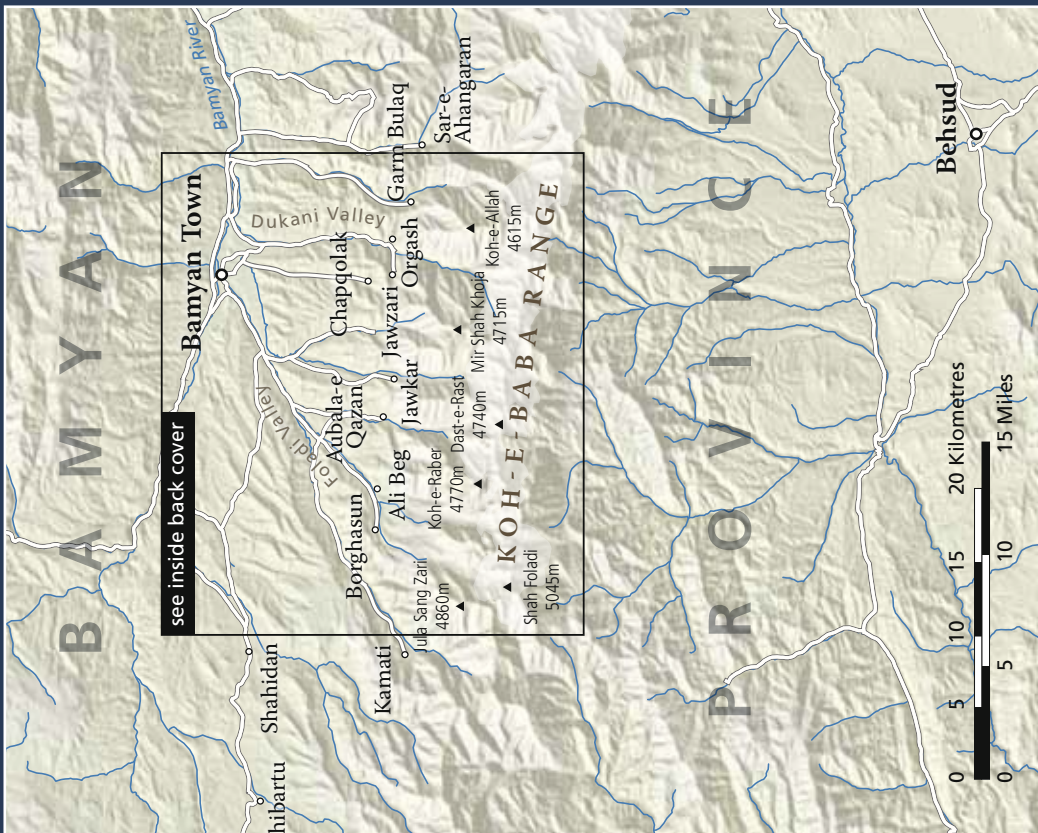 BAMYAN
Bamyan River
see inside back cover
Bamyan Town
Shahidan
hibartu
Foladi Valley
Dukani Valley
Kamati
Borghasun
Ali Beg
Aubala-e
Qazan
Jawkar
Chapqolak
Jawzari
Orgash
Garm Bulaq
Sar-e-
Ahangaran
Jula Sang Zaril
4860m
Koh-e-Raber
4770m
Dast-e-Rast
4740m
Mir Shah Khoja
4715m
Koh-e-Allah
4615m
Shah Foladi
5045m
KOH-E-BABA RANGE
PROVINCE
Behsud
0 5 10 15 20 Kilometres
0 5 10 15 Miles